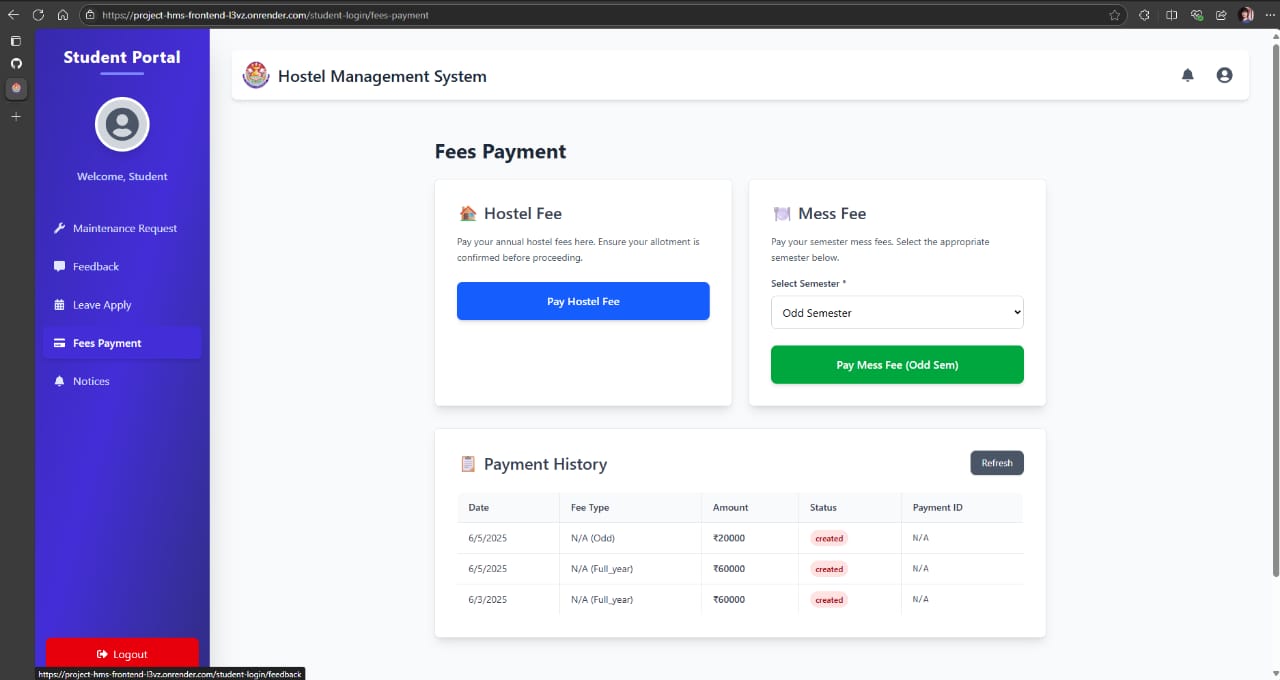 https://project-hms-frontend-l3vz.onrender.com/student-login/fees-payment
Student Portal
Welcome, Student
Maintenance Request
Feedback
Leave Apply
Fees Payment
Notices
Logout
https://project-hms-frontend-l3vz.onrender.com/student-login/feedback
Hostel Management System
Fees Payment
Hostel Fee
Pay your annual hostel fees here. Ensure your allotment is
confirmed before proceeding.
Pay Hostel Fee
Mess Fee
Pay your semester mess fees. Select the appropriate
semester below.
Select Semester *
Odd Semester
Pay Mess Fee (Odd Sem)
Payment History
Refresh
Date Fee Type Amount Status Payment ID
6/5/2025 N/A (Odd) ₹20000 created N/A
6/5/2025 N/A (Full_year) ₹60000 created N/A
6/3/2025 N/A (Full_year) ₹60000 created N/A